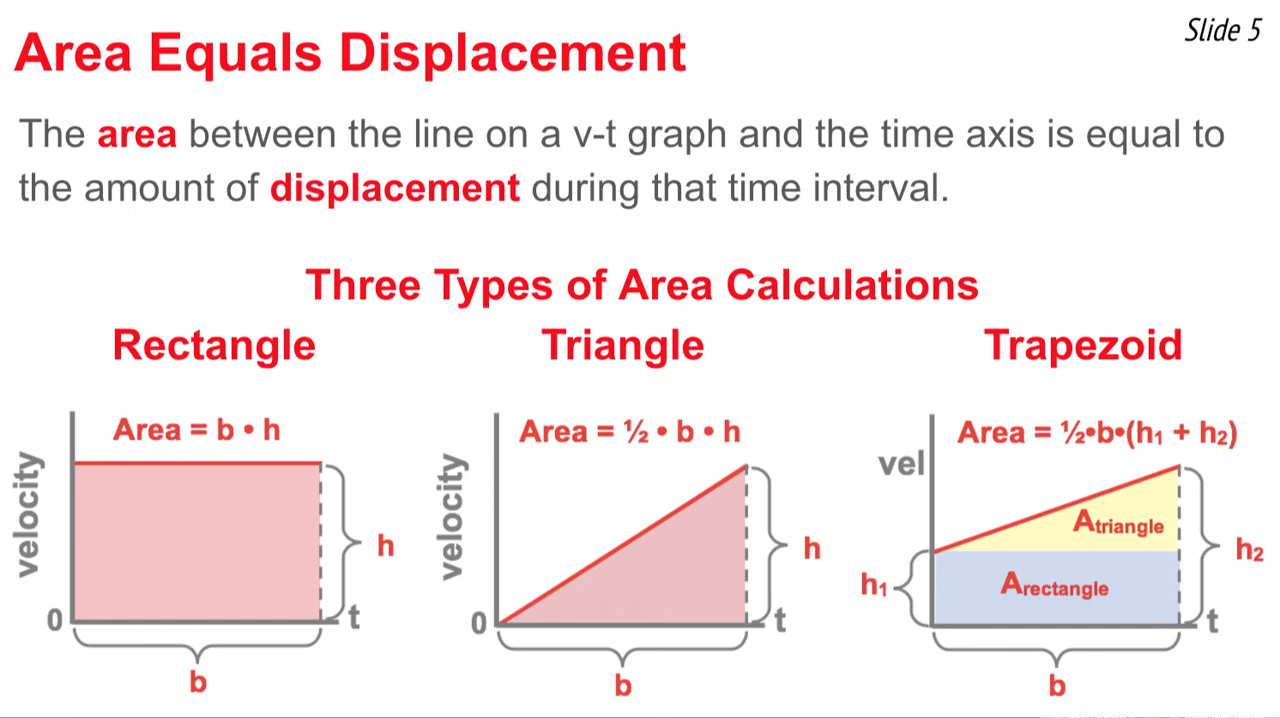 Slide 5
Area Equals Displacement
The area between the line on a v-t graph and the time axis is equal to
the amount of displacement during that time interval.
Three Types of Area Calculations
Rectangle
Area = b • h
velocity
h
0
t
b
Triangle
Area = ½ • b • h
velocity
h
0
t
b
Trapezoid
Area = ½•b•(h₁ + h₂)
vel
Atriangle
h₂
h₁
Arectangle
t
b